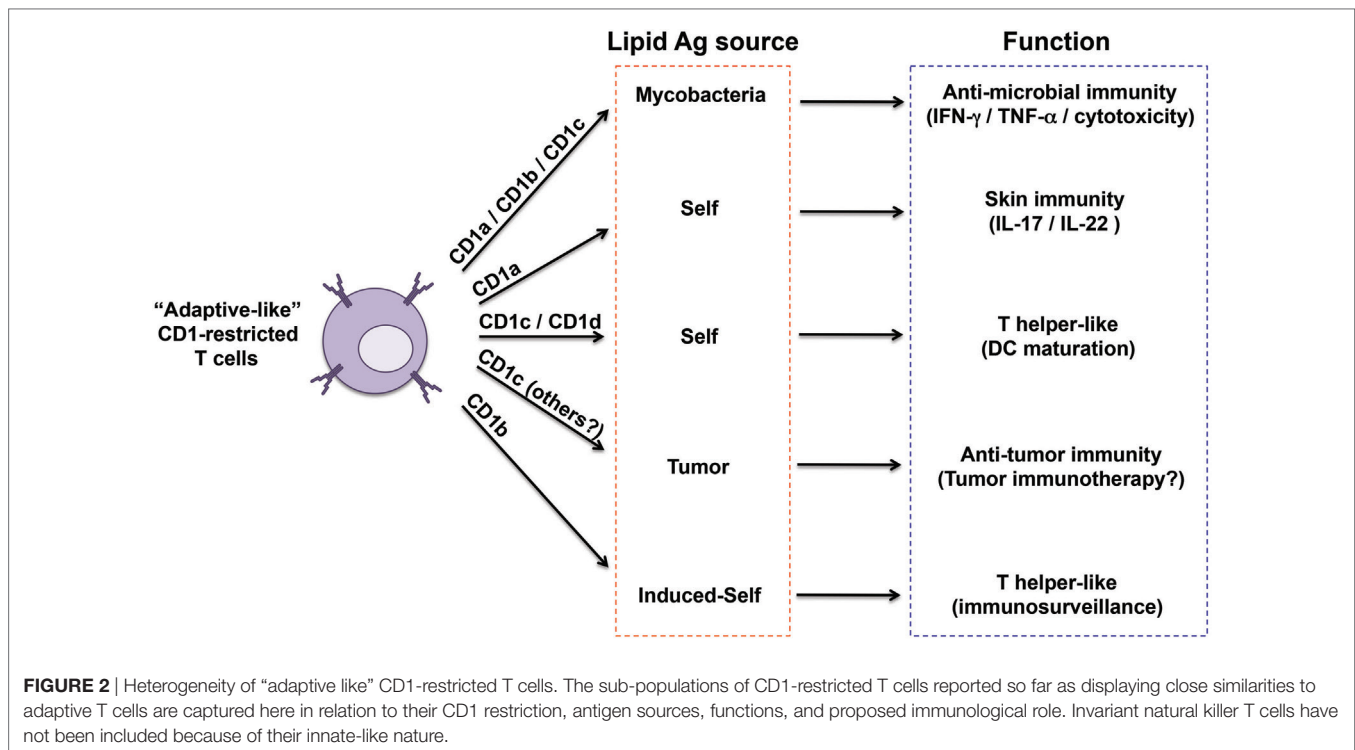 Lipid Ag source
Function
Mycobacteria
Anti-microbial immunity
(IFN-γ / TNF-α / cytotoxicity)
CD1a / CD1b / CD1c
Self
Skin immunity
(IL-17 / IL-22 )
CD1a
"Adaptive-like"
CD1-restricted
T cells
CD1c / CD1d
Self
T helper-like
(DC maturation)
CD1c (others?)
Tumor
Anti-tumor immunity
(Tumor immunotherapy?)
CD1b
Induced-Self
T helper-like
(immunosurveillance)
FIGURE 2 | Heterogeneity of “adaptive like” CD1-restricted T cells. The sub-populations of CD1-restricted T cells reported so far as displaying close similarities to
adaptive T cells are captured here in relation to their CD1 restriction, antigen sources, functions, and proposed immunological role. Invariant natural killer T cells have
not been included because of their innate-like nature.